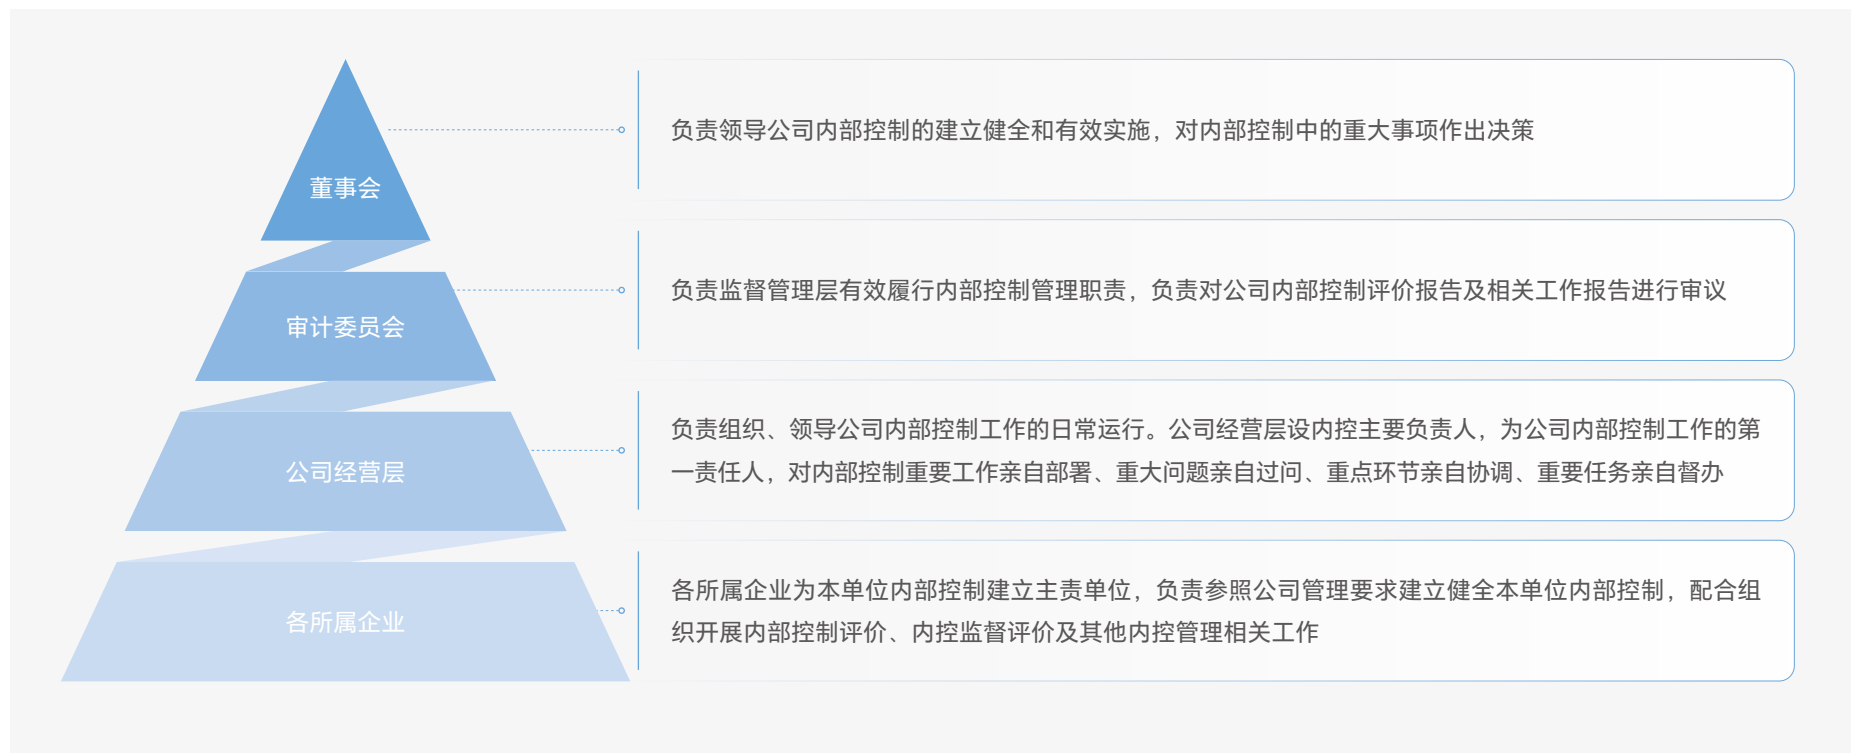 董事会
负责领导公司内部控制的建立健全和有效实施，对内部控制中的重大事项作出决策
审计委员会
负责监督管理层有效履行内部控制管理职责，负责对公司内部控制评价报告及相关工作报告进行审议
公司经营层
负责组织、领导公司内部控制工作的日常运行。公司经营层设内控主要负责人，为公司内部控制工作的第
一责任人，对内部控制重要工作亲自部署、重大问题亲自过问、重点环节亲自协调、重要任务亲自督办
各所属企业
各所属企业为本单位内部控制建立主责单位，负责参照公司管理要求建立健全本单位内部控制，配合组
织开展内部控制评价、内控监督评价及其他内控管理相关工作